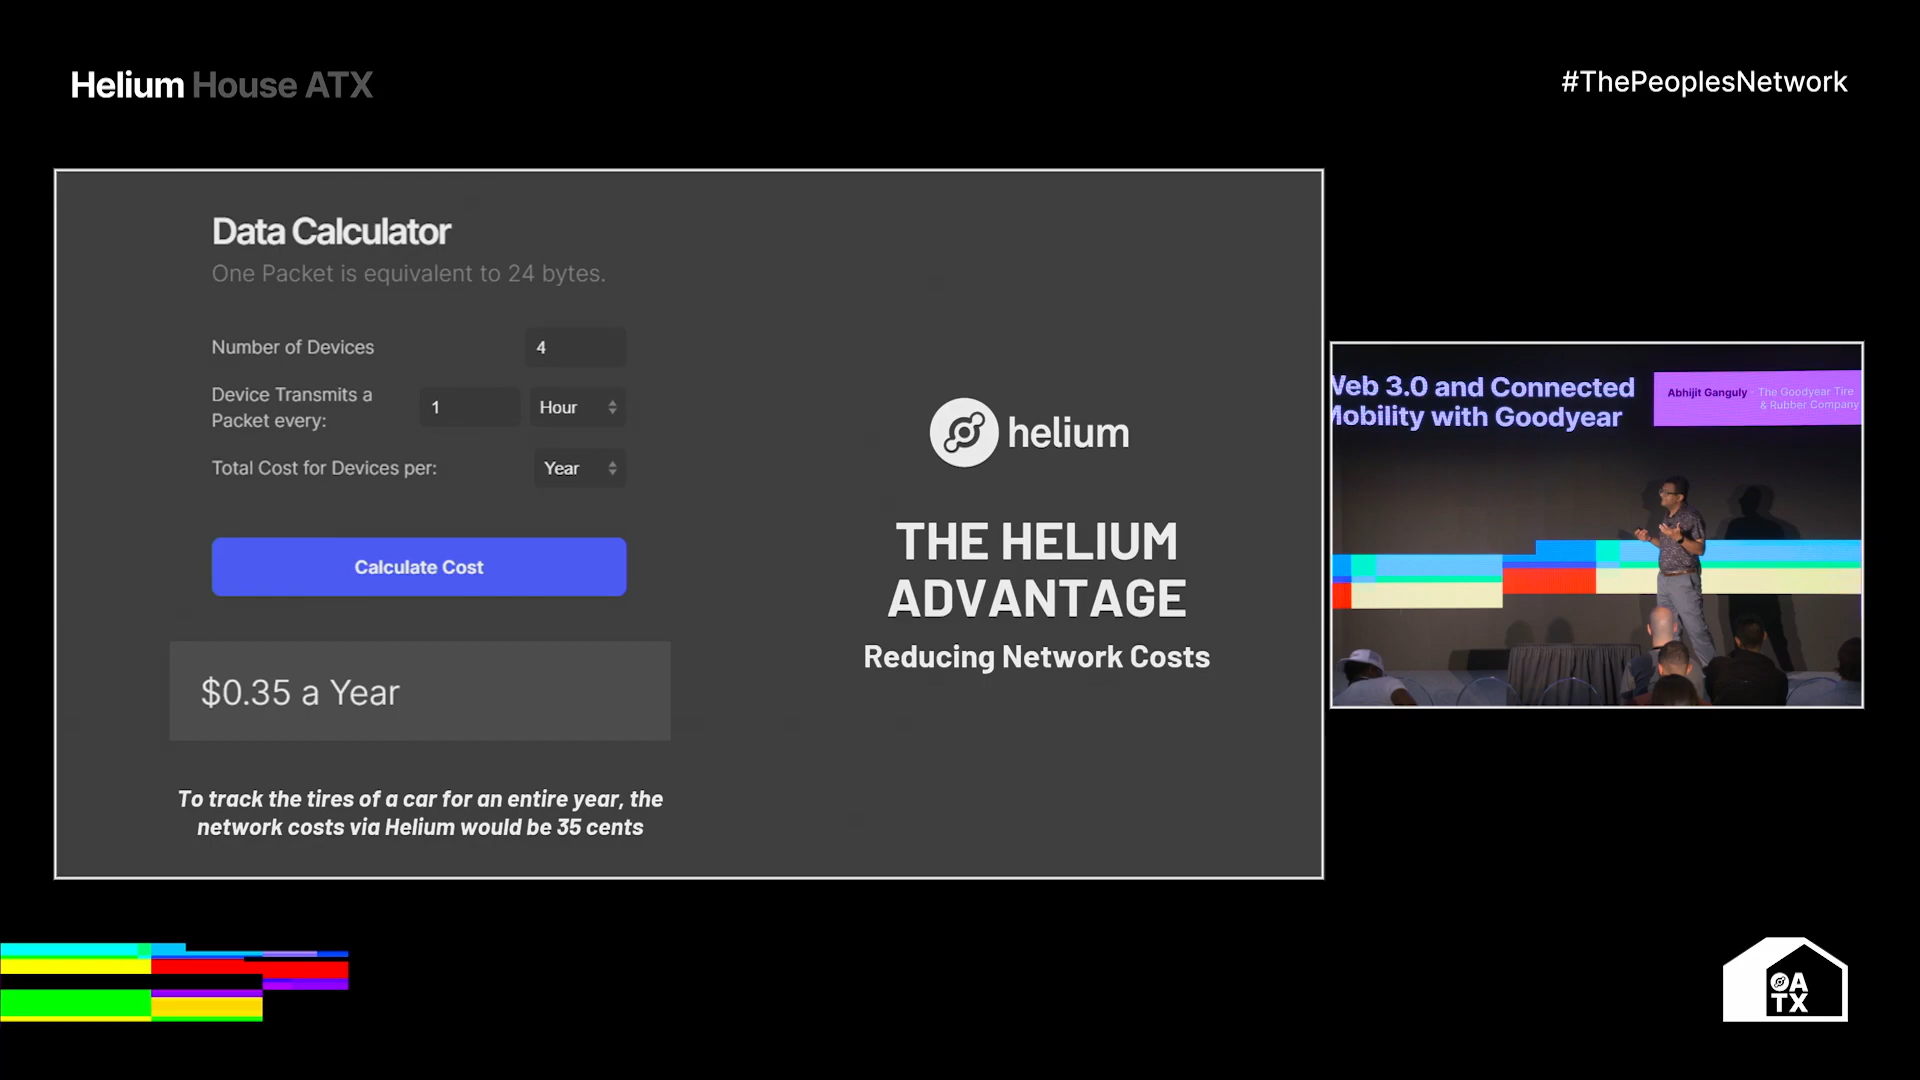 Helium House ATX
#ThePeoplesNetwork
Data Calculator
One Packet is equivalent to 24 bytes.
Number of Devices
4
Device Transmits a
Packet every:
1
Hour
Total Cost for Devices per:
Year
Calculate Cost
$0.35 a Year
To track the tires of a car for an entire year, the
network costs via Helium would be 35 cents
helium
THE HELIUM
ADVANTAGE
Reducing Network Costs
Web 3.0 and Connected
Mobility with Goodyear
Abhijit Ganguly - The Goodyear Tire
& Rubber Company
A
TX